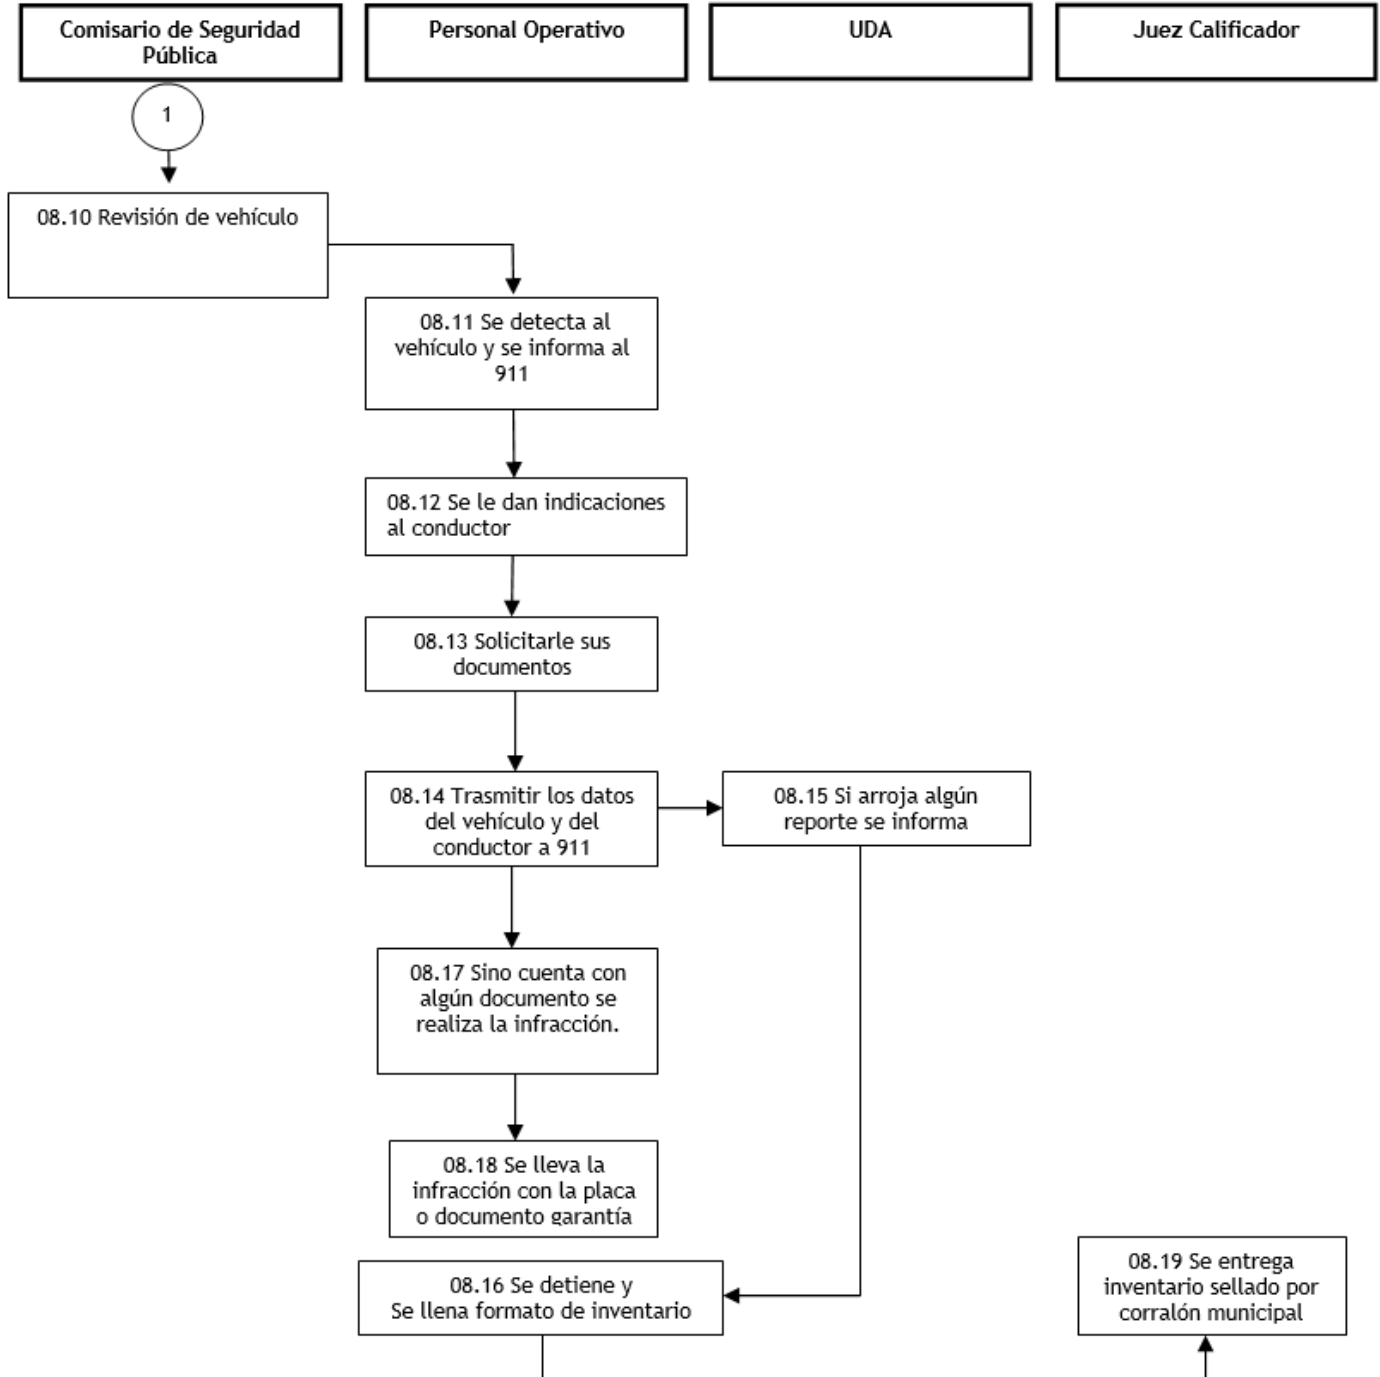 Comisario de Seguridad
Pública
Personal Operativo
UDA
Juez Calificador
1
08.10 Revisión de vehículo
08.11 Se detecta al
vehículo y se informa al
911
08.12 Se le dan indicaciones
al conductor
08.13 Solicitarle sus
documentos
08.14 Trasmitir los datos
del vehículo y del
conductor a 911
08.15 Si arroja algún
reporte se informa
08.17 Sino cuenta con
algún documento se
realiza la infracción.
08.18 Se lleva la
infracción con la placa
o documento garantía
08.16 Se detiene y
Se llena formato de inventario
08.19 Se entrega
inventario sellado por
corralón municipal